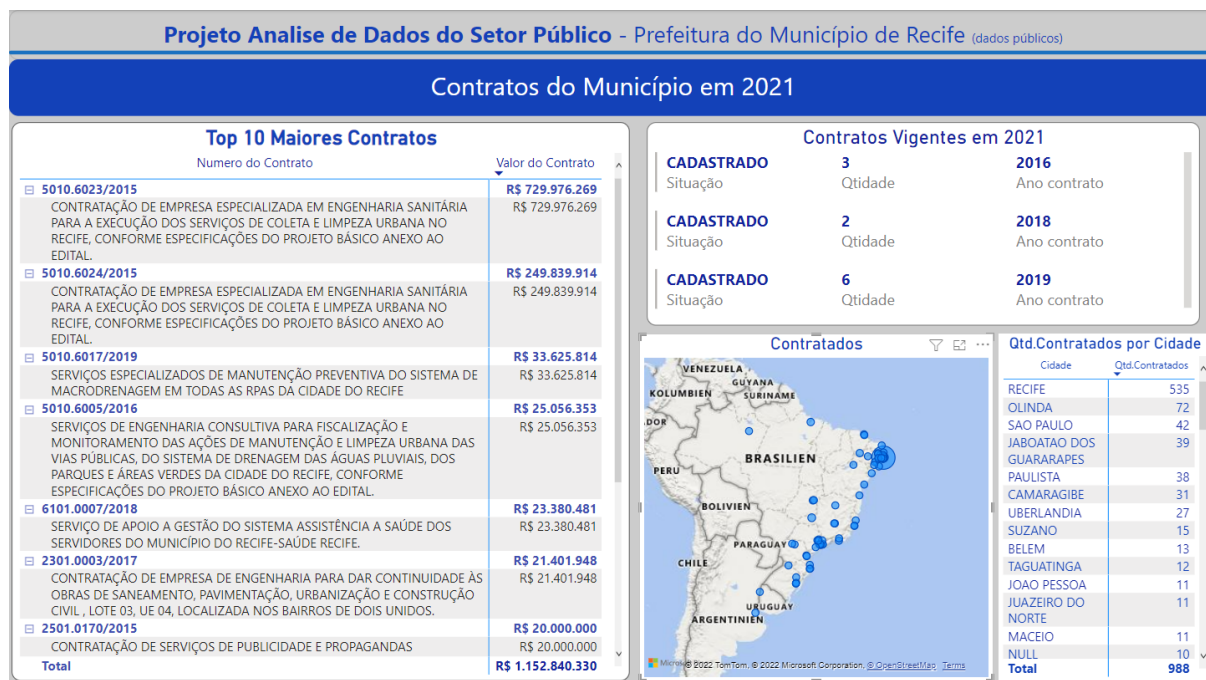 Projeto Analise de Dados do Setor Público - Prefeitura do Município de Recife (dados públicos)
Contratos do Município em 2021
Top 10 Maiores Contratos
Numero do Contrato Valor do Contrato
5010.6023/2015 R$ 729.976.269
CONTRATAÇÃO DE EMPRESA ESPECIALIZADA EM ENGENHARIA SANITÁRIA R$ 729.976.269
PARA A EXECUÇÃO DOS SERVIÇOS DE COLETA E LIMPEZA URBANA NO
RECIFE, CONFORME ESPECIFICAÇÕES DO PROJETO BÁSICO ANEXO AO
EDITAL.
5010.6024/2015 R$ 249.839.914
CONTRATAÇÃO DE EMPRESA ESPECIALIZADA EM ENGENHARIA SANITÁRIA R$ 249.839.914
PARA A EXECUÇÃO DOS SERVIÇOS DE COLETA E LIMPEZA URBANA NO
RECIFE, CONFORME ESPECIFICAÇÕES DO PROJETO BÁSICO ANEXO AO
EDITAL.
5010.6017/2019 R$ 33.625.814
SERVIÇOS ESPECIALIZADOS DE MANUTENÇÃO PREVENTIVA DO SISTEMA DE R$ 33.625.814
MACRODRENAGEM EM TODAS AS RPAS DA CIDADE DO RECIFE
5010.6005/2016 R$ 25.056.353
SERVIÇOS DE ENGENHARIA CONSULTIVA PARA FISCALIZAÇÃO E R$ 25.056.353
MONITORAMENTO DAS AÇÕES DE MANUTENÇÃO E LIMPEZA URBANA DAS
VIAS PÚBLICAS, DO SISTEMA DE DRENAGEM DAS ÁGUAS PLUVIAIS, DOS
PARQUES E ÁREAS VERDES DA CIDADE DO RECIFE, CONFORME
ESPECIFICAÇÕES DO PROJETO BÁSICO ANEXO AO EDITAL.
6101.0007/2018 R$ 23.380.481
SERVIÇO DE APOIO A GESTÃO DO SISTEMA ASSISTÊNCIA A SAÚDE DOS R$ 23.380.481
SERVIDORES DO MUNICÍPIO DO RECIFE-SAÚDE RECIFE.
2301.0003/2017 R$ 21.401.948
CONTRATAÇÃO DE EMPRESA DE ENGENHARIA PARA DAR CONTINUIDADE ÀS R$ 21.401.948
OBRAS DE SANEAMENTO, PAVIMENTAÇÃO, URBANIZAÇÃO E CONSTRUÇÃO
CIVIL , LOTE 03, UE 04, LOCALIZADA NOS BAIRROS DE DOIS UNIDOS.
2501.0170/2015 R$ 20.000.000
CONTRATAÇÃO DE SERVIÇOS DE PUBLICIDADE E PROPAGANDAS R$ 20.000.000
Total R$ 1.152.840.330
Contratos Vigentes em 2021
CADASTRADO 3 2016
Situação Qtidade Ano contrato
CADASTRADO 2 2018
Situação Qtidade Ano contrato
CADASTRADO 6 2019
Situação Qtidade Ano contrato
Contratados
VENEZUELA
GUYANA
KOLUMBIEN SURINAME
DOR
BRASILIEN
PERU
BOLIVIEN
PARAGUAY
CHILE
URUGUAY
ARGENTINIEN
© 2022 TomTom, © 2022 Microsoft Corporation, © OpenStreetMap Terms
Qtd.Contratados por Cidade
Cidade Qtd.Contratados
RECIFE 535
OLINDA 72
SAO PAULO 42
JABOATAO DOS 39
GUARARAPES
PAULISTA 38
CAMARAGIBE 31
UBERLANDIA 27
SUZANO 15
BELEM 13
TAGUATINGA 12
JOAO PESSOA 11
JUAZEIRO DO 11
NORTE
MACEIO 11
NULL 10
Total 988